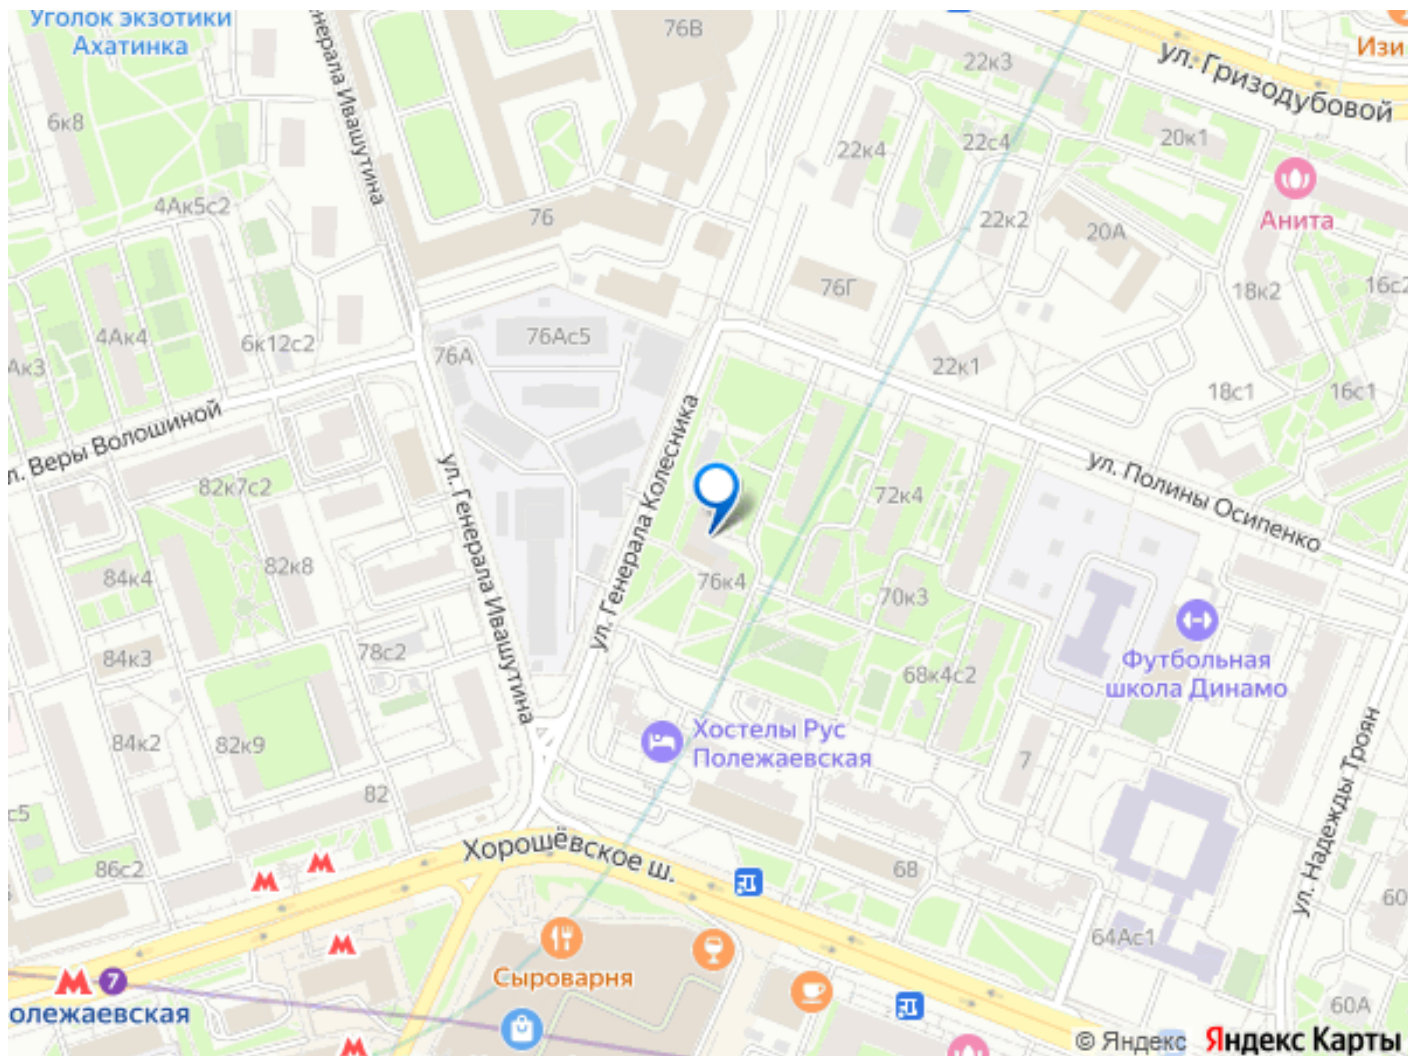 Уголок экзотики
Ахатинка
76В
ул. Гризодубовой
Изи
22к3
енерала Ивашутина
6к8
22к4
22с4
20к1
Анита
4Ак5с2
76
22к2
20А
76Г
18к2
16с2
4Ак4
6к12с2
76А
76Ас5
Ак3
22к1
18с1
16с1
л. Веры Волошиной
ул. Генерала Колесника
ул. Полины Осипенко
82к7с2
72к4
ул. Генерала Ивашутина
84к4
82к8
76к4
70к3
84к3
78с2
68к4с2
Футбольная
школа Динамо
84к2
82к9
Хостелы Рус
Полежаевская
7
ул. Надежды Троян
82
с5
Хорошёвское ш.
86с2
68
60
64Ас1
Сыроварня
7
олежаевская
60А
© Яндекс Яндекс Карты